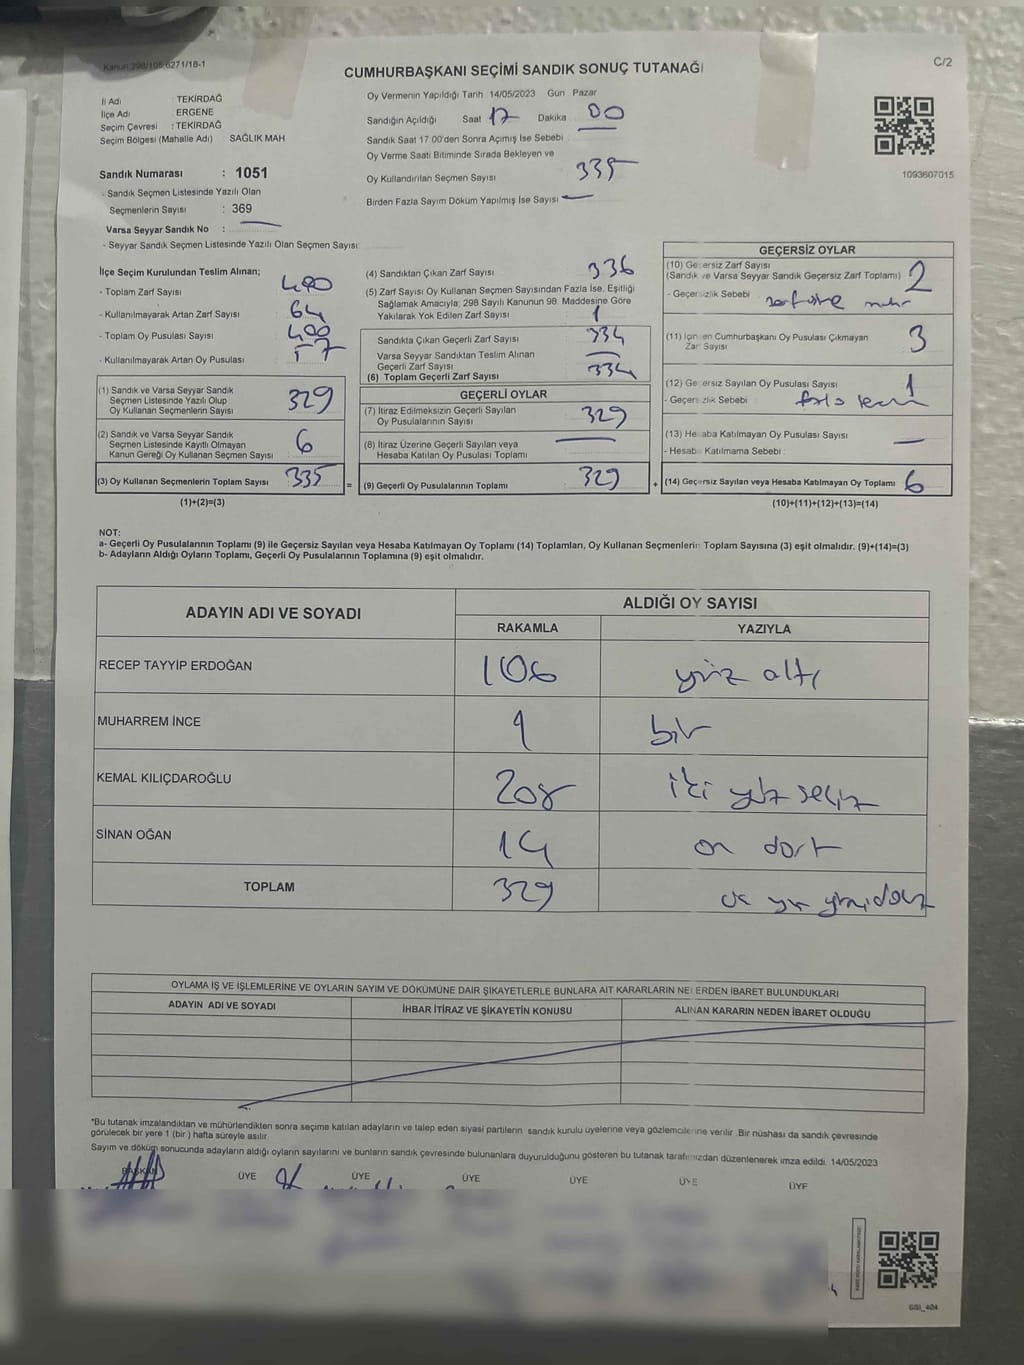 Kanun 298/105,6271/18-1
C/2
CUMHURBAŞKANI SEÇİMİ SANDIK SONUÇ TUTANAĞI
İl Adı : TEKİRDAĞ
İlçe Adı : ERGENE
Seçim Çevresi : TEKİRDAĞ
Seçim Bölgesi (Mahalle Adı) SAĞLIK MAH
Oy Vermenin Yapıldığı Tarih 14/05/2023 Gün Pazar
Sandığın Açıldığı Saat 17 Dakika 00
Sandık Saat 17.00'den Sonra Açımış İse Sebebi
Oy Verme Saati Bitiminde Sırada Bekleyen ve
Oy Kullandırılan Seçmen Sayısı 335
Birden Fazla Sayım Döküm Yapılmış İse Sayısı —
1093607015
Sandık Numarası : 1051
- Sandık Seçmen Listesinde Yazılı Olan
Seçmenlerin Sayısı : 369
Varsa Seyyar Sandık No : —
- Seyyar Sandık Seçmen Listesinde Yazılı Olan Seçmen Sayısı:
İlçe Seçim Kurulundan Teslim Alınan;
- Toplam Zarf Sayısı 400
- Kullanılmayarak Artan Zarf Sayısı 64
- Toplam Oy Pusulası Sayısı 400
- Kullanılmayarak Artan Oy Pusulası 57
(1) Sandık ve Varsa Seyyar Sandık
Seçmen Listesinde Yazılı Olup
Oy Kullanan Seçmenlerin Sayısı 329
(2) Sandık ve Varsa Seyyar Sandık
Seçmen Listesinde Kayıtlı Olmayan
Kanun Gereği Oy Kullanan Seçmen Sayısı 6
(3) Oy Kullanan Seçmenlerin Toplam Sayısı 335 =
(1)+(2)=(3)
(4) Sandıktan Çıkan Zarf Sayısı 336
(5) Zarf Sayısı Oy Kullanan Seçmen Sayısından Fazla İse, Eşitliği
Sağlamak Amacıyla; 298 Sayılı Kanunun 98. Maddesine Göre
Yakılarak Yok Edilen Zarf Sayısı 1
Sandıkta Çıkan Geçerli Zarf Sayısı 334
Varsa Seyyar Sandıktan Teslim Alınan
Geçerli Zarf Sayısı —
(6) Toplam Geçerli Zarf Sayısı 334
GEÇERLİ OYLAR
(7) İtiraz Edilmeksizin Geçerli Sayılan
Oy Pusulalarının Sayısı 329
(8) İtiraz Üzerine Geçerli Sayılan veya
Hesaba Katılan Oy Pusulası Toplamı —
(9) Geçerli Oy Pusulalarının Toplamı 329 +
GEÇERSİZ OYLAR
(10) Geçersiz Zarf Sayısı
(Sandık ve Varsa Seyyar Sandık Geçersiz Zarf Toplamı) 2
- Geçersizlik Sebebi
(11) İçinden Cumhurbaşkanı Oy Pusulası Çıkmayan
Zarf Sayısı 3
(12) Geçersiz Sayılan Oy Pusulası Sayısı 1
- Geçersizlik Sebebi
(13) Hesaba Katılmayan Oy Pusulası Sayısı —
- Hesaba Katılmama Sebebi :
(14) Geçersiz Sayılan veya Hesaba Katılmayan Oy Toplamı 6
(10)+(11)+(12)+(13)=(14)
NOT:
a- Geçerli Oy Pusulalarının Toplamı (9) ile Geçersiz Sayılan veya Hesaba Katılmayan Oy Toplamı (14) Toplamları, Oy Kullanan Seçmenlerin Toplam Sayısına (3) eşit olmalıdır. (9)+(14)=(3)
b- Adayların Aldığı Oyların Toplamı, Geçerli Oy Pusulalarının Toplamına (9) eşit olmalıdır.
ADAYIN ADI VE SOYADI
ALDIĞI OY SAYISI
RAKAMLA YAZIYLA
RECEP TAYYİP ERDOĞAN 106 yüz altı
MUHARREM İNCE 1 bir
KEMAL KILIÇDAROĞLU 208 iki yüz sekiz
SİNAN OĞAN 14 on dört
TOPLAM 329
OYLAMA İŞ VE İŞLEMLERİNE VE OYLARIN SAYIM VE DÖKÜMÜNE DAİR ŞİKAYETLERLE BUNLARA AİT KARARLARIN NELERDEN İBARET BULUNDUKLARI
ADAYIN ADI VE SOYADI İHBAR İTİRAZ VE ŞİKAYETİN KONUSU ALINAN KARARIN NEDEN İBARET OLDUĞU
*Bu tutanak imzalandıktan ve mühürlendikten sonra seçime katılan adayların ve talep eden siyasi partilerin sandık kurulu üyelerine veya gözlemcilerine verilir. Bir nüshası da sandık çevresinde
görülecek bir yere 1 (bir) hafta süreyle asılır
Sayım ve döküm sonucunda adayların aldığı oyların sayılarını ve bunların sandık çevresinde bulunanlara duyurulduğunu gösteren bu tutanak tarafımızdan düzenlenerek imza edildi. 14/05/2023
BAŞKAN ÜYE ÜYE ÜYE ÜYE ÜYE ÜYE
GSI_404